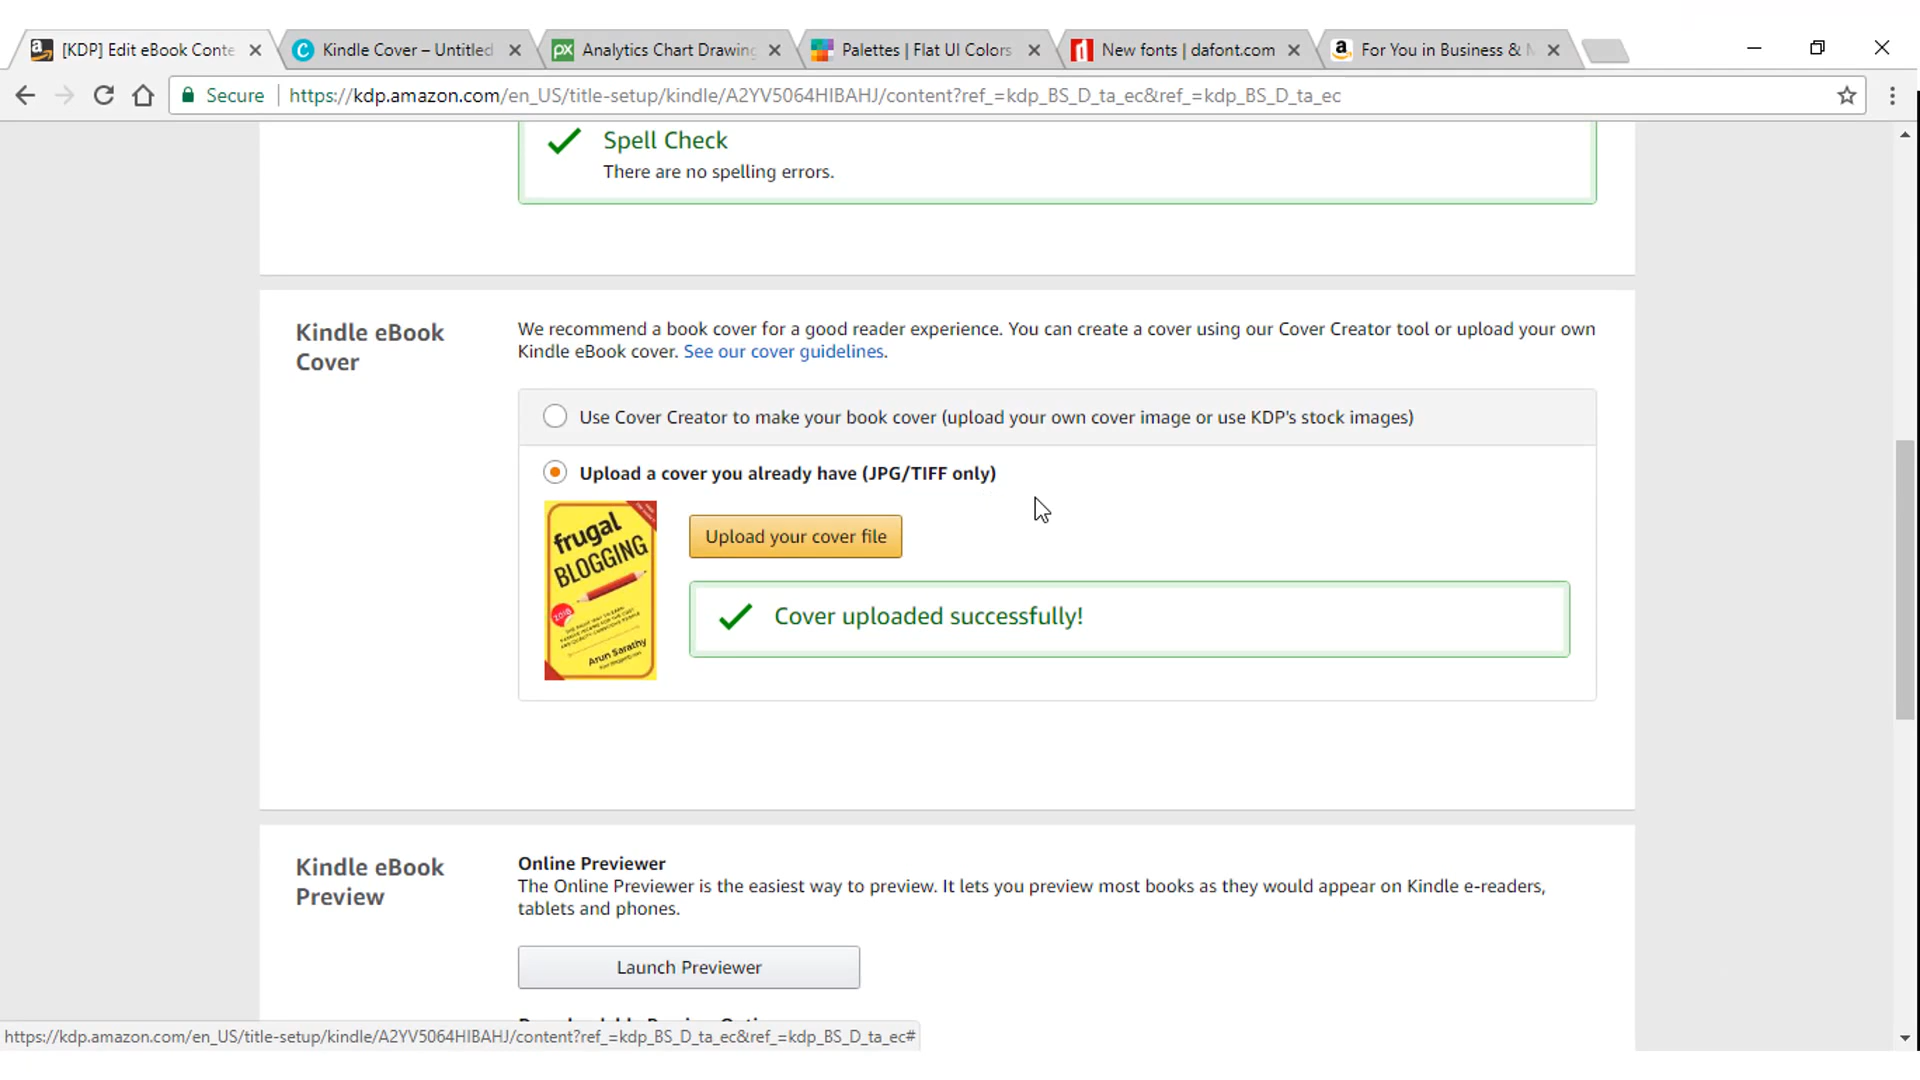 [KDP] Edit eBook Conte
Kindle Cover – Untitled
Analytics Chart Drawing
Palettes | Flat UI Colors
New fonts | dafont.com
For You in Business &
Secure
https://kdp.amazon.com/en_US/title-setup/kindle/A2YV5064HIBAHJ/content?ref_=kdp_BS_D_ta_ec&ref_=kdp_BS_D_ta_ec
Spell Check
There are no spelling errors.
Kindle eBook
Cover
We recommend a book cover for a good reader experience. You can create a cover using our Cover Creator tool or upload your own
Kindle eBook cover. See our cover guidelines.
Use Cover Creator to make your book cover (upload your own cover image or use KDP's stock images)
Upload a cover you already have (JPG/TIFF only)
frugal
BLOGGING
2018
Arun Sarathy
Upload your cover file
Cover uploaded successfully!
Kindle eBook
Preview
Online Previewer
The Online Previewer is the easiest way to preview. It lets you preview most books as they would appear on Kindle e-readers,
tablets and phones.
Launch Previewer
https://kdp.amazon.com/en_US/title-setup/kindle/A2YV5064HIBAHJ/content?ref_=kdp_BS_D_ta_ec&ref_=kdp_BS_D_ta_ec#